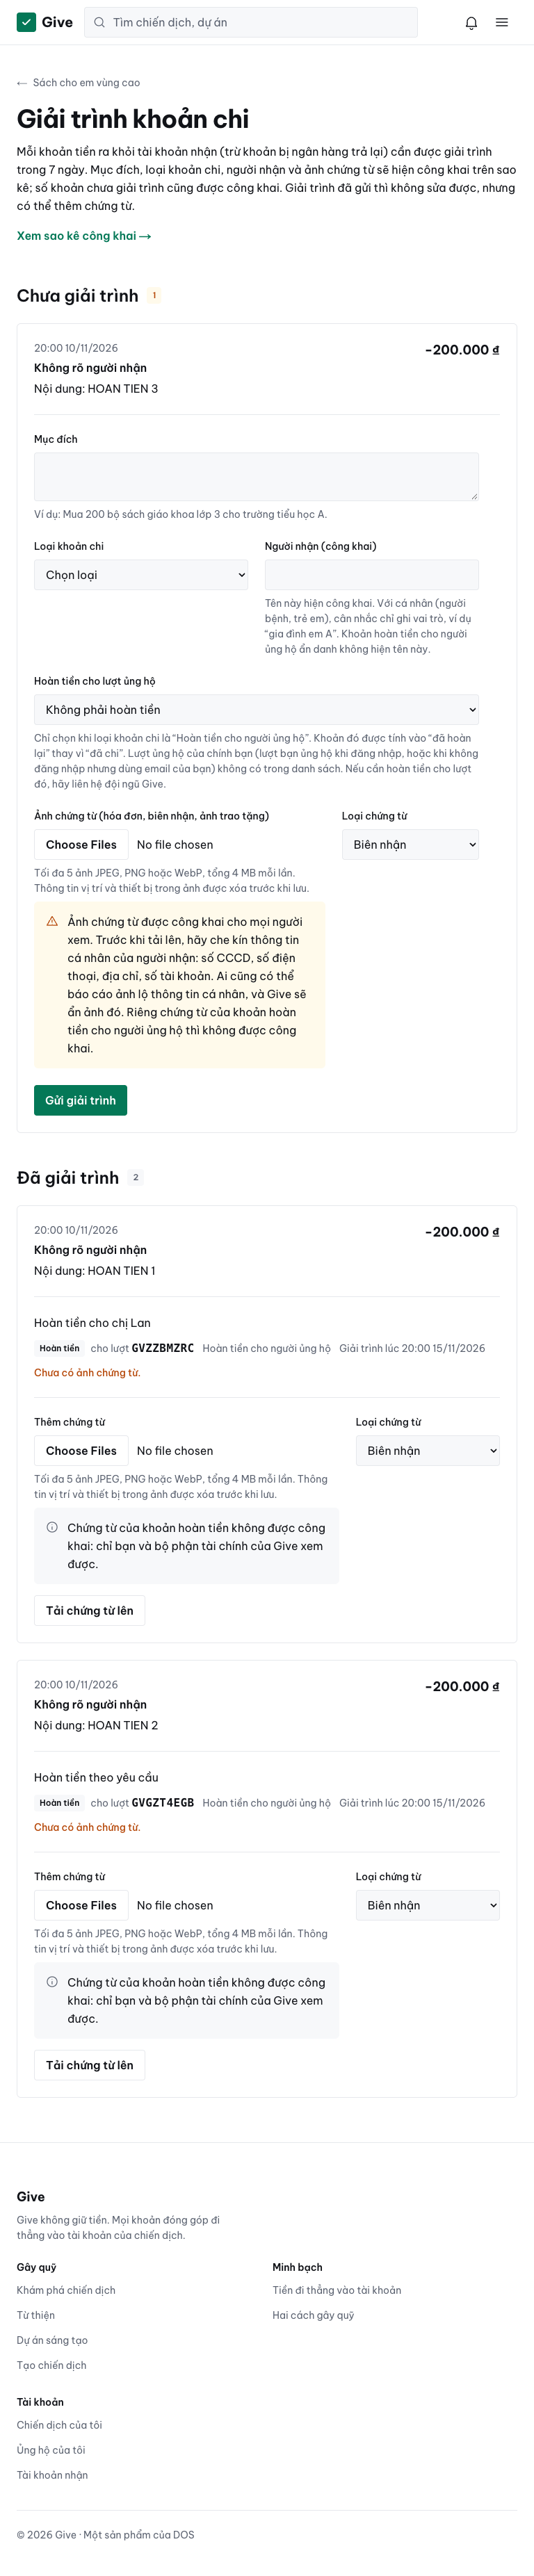 Give
Tìm chiến dịch, dự án
← Sách cho em vùng cao
Giải trình khoản chi
Mỗi khoản tiền ra khỏi tài khoản nhận (trừ khoản bị ngân hàng trả lại) cần được giải trình
trong 7 ngày. Mục đích, loại khoản chi, người nhận và ảnh chứng từ sẽ hiện công khai trên sao
kê; số khoản chưa giải trình cũng được công khai. Giải trình đã gửi thì không sửa được, nhưng
có thể thêm chứng từ.
Xem sao kê công khai →
Chưa giải trình 1
20:00 10/11/2026
-200.000 ₫
Không rõ người nhận
Nội dung: HOAN TIEN 3
Mục đích
Ví dụ: Mua 200 bộ sách giáo khoa lớp 3 cho trường tiểu học A.
Loại khoản chi
Người nhận (công khai)
Chọn loại
Tên này hiện công khai. Với cá nhân (người
bệnh, trẻ em), cân nhắc chỉ ghi vai trò, ví dụ
“gia đình em A”. Khoản hoàn tiền cho người
ủng hộ ẩn danh không hiện tên này.
Hoàn tiền cho lượt ủng hộ
Không phải hoàn tiền
Chỉ chọn khi loại khoản chi là “Hoàn tiền cho người ủng hộ”. Khoản đó được tính vào “đã hoàn
lại” thay vì “đã chi”. Lượt ủng hộ của chính bạn (lượt bạn ủng hộ khi đăng nhập, hoặc khi không
đăng nhập nhưng dùng email của bạn) không có trong danh sách. Nếu cần hoàn tiền cho lượt
đó, hãy liên hệ đội ngũ Give.
Ảnh chứng từ (hóa đơn, biên nhận, ảnh trao tặng)
Loại chứng từ
Choose Files No file chosen
Biên nhận
Tối đa 5 ảnh JPEG, PNG hoặc WebP, tổng 4 MB mỗi lần.
Thông tin vị trí và thiết bị trong ảnh được xóa trước khi lưu.
Ảnh chứng từ được công khai cho mọi người
xem. Trước khi tải lên, hãy che kín thông tin
cá nhân của người nhận: số CCCD, số điện
thoại, địa chỉ, số tài khoản. Ai cũng có thể
báo cáo ảnh lộ thông tin cá nhân, và Give sẽ
ẩn ảnh đó. Riêng chứng từ của khoản hoàn
tiền cho người ủng hộ thì không được công
khai.
Gửi giải trình
Đã giải trình 2
20:00 10/11/2026
-200.000 ₫
Không rõ người nhận
Nội dung: HOAN TIEN 1
Hoàn tiền cho chị Lan
Hoàn tiền cho lượt GVZZBMZRC Hoàn tiền cho người ủng hộ Giải trình lúc 20:00 15/11/2026
Chưa có ảnh chứng từ.
Thêm chứng từ
Loại chứng từ
Choose Files No file chosen
Biên nhận
Tối đa 5 ảnh JPEG, PNG hoặc WebP, tổng 4 MB mỗi lần. Thông
tin vị trí và thiết bị trong ảnh được xóa trước khi lưu.
Chứng từ của khoản hoàn tiền không được công
khai: chỉ bạn và bộ phận tài chính của Give xem
được.
Tải chứng từ lên
20:00 10/11/2026
-200.000 ₫
Không rõ người nhận
Nội dung: HOAN TIEN 2
Hoàn tiền theo yêu cầu
Hoàn tiền cho lượt GVGZT4EGB Hoàn tiền cho người ủng hộ Giải trình lúc 20:00 15/11/2026
Chưa có ảnh chứng từ.
Thêm chứng từ
Loại chứng từ
Choose Files No file chosen
Biên nhận
Tối đa 5 ảnh JPEG, PNG hoặc WebP, tổng 4 MB mỗi lần. Thông
tin vị trí và thiết bị trong ảnh được xóa trước khi lưu.
Chứng từ của khoản hoàn tiền không được công
khai: chỉ bạn và bộ phận tài chính của Give xem
được.
Tải chứng từ lên
Give
Give không giữ tiền. Mọi khoản đóng góp đi
thẳng vào tài khoản của chiến dịch.
Gây quỹ
Khám phá chiến dịch
Từ thiện
Dự án sáng tạo
Tạo chiến dịch
Minh bạch
Tiền đi thẳng vào tài khoản
Hai cách gây quỹ
Tài khoản
Chiến dịch của tôi
Ủng hộ của tôi
Tài khoản nhận
© 2026 Give · Một sản phẩm của DOS